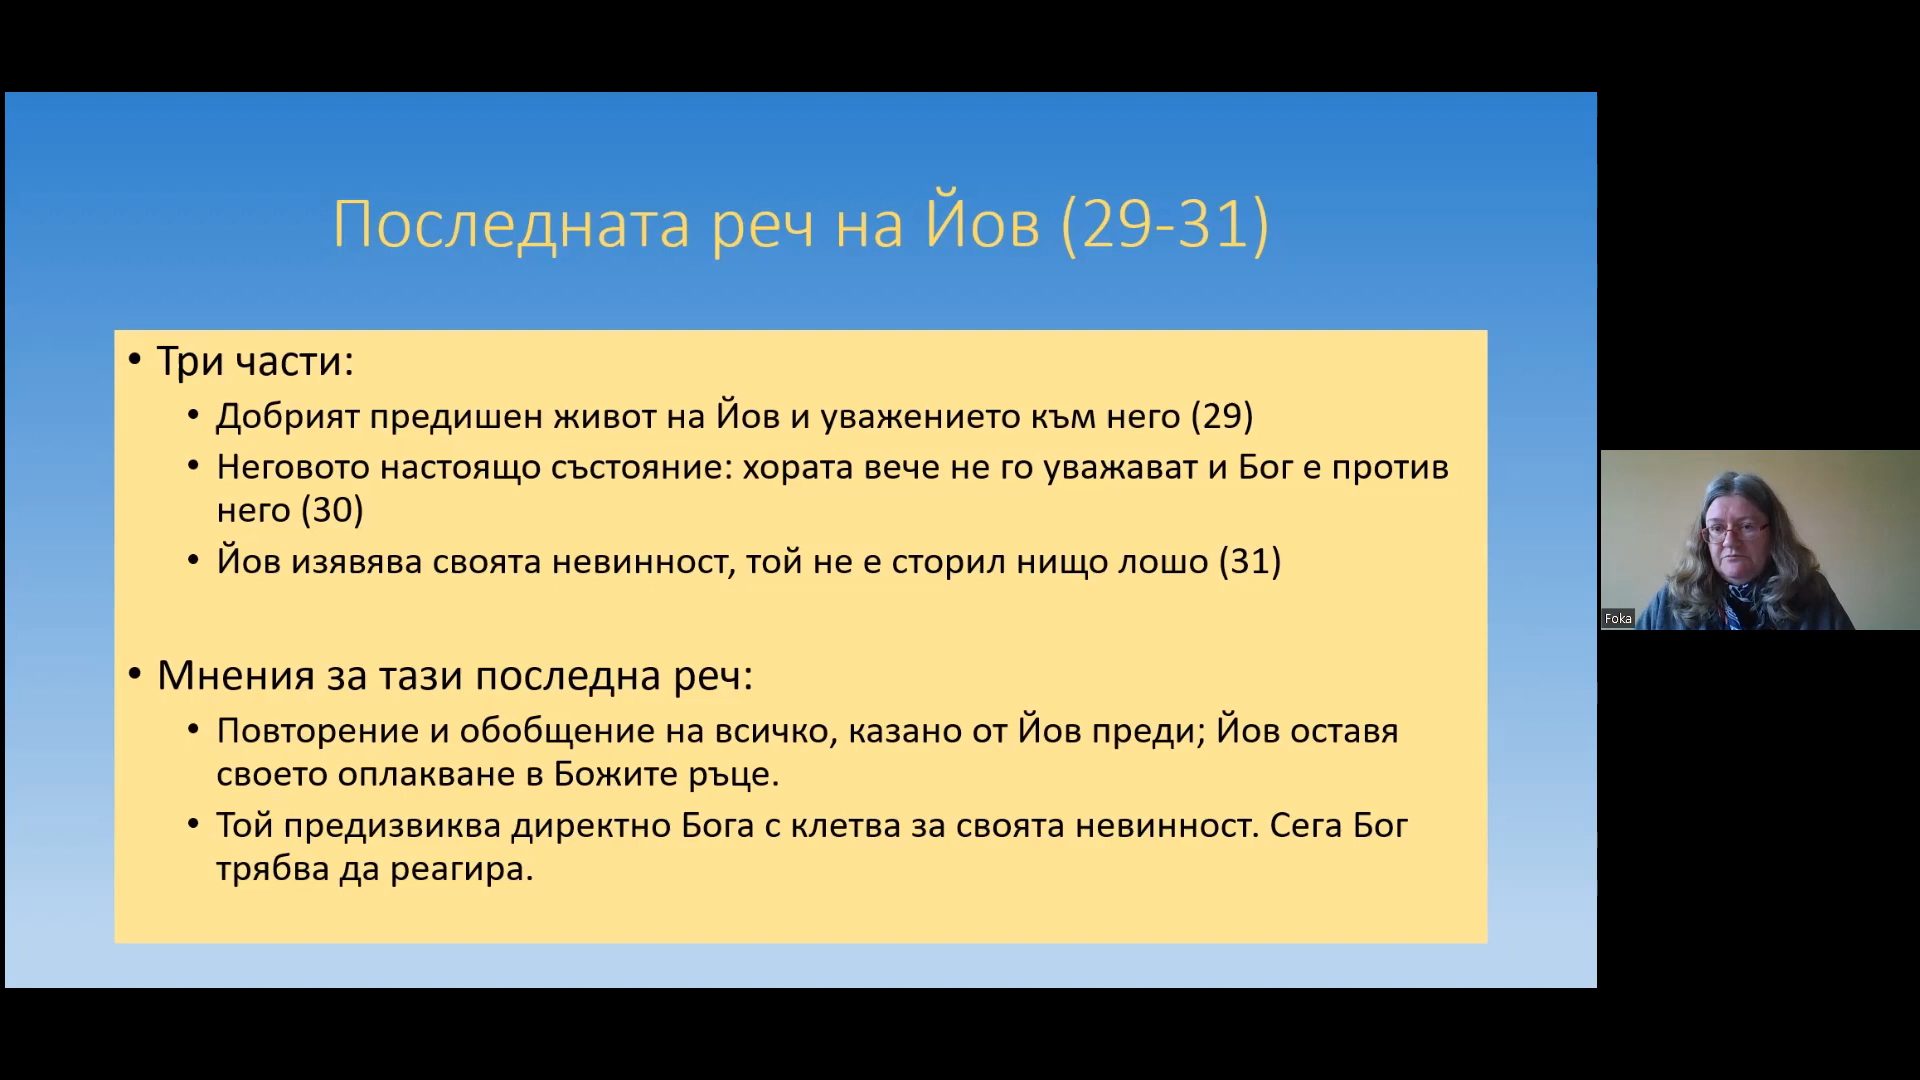 Последната реч на Йов (29-31)
• Три части:
• Добрият предишен живот на Йов и уважението към него (29)
• Неговото настоящо състояние: хората вече не го уважават и Бог е против
него (30)
• Йов изявява своята невинност, той не е сторил нищо лошо (31)
• Мнения за тази последна реч:
• Повторение и обобщение на всичко, казано от Йов преди; Йов оставя
своето оплакване в Божите ръце.
• Той предизвиква директно Бога с клетва за своята невинност. Сега Бог
трябва да реагира.
Foka